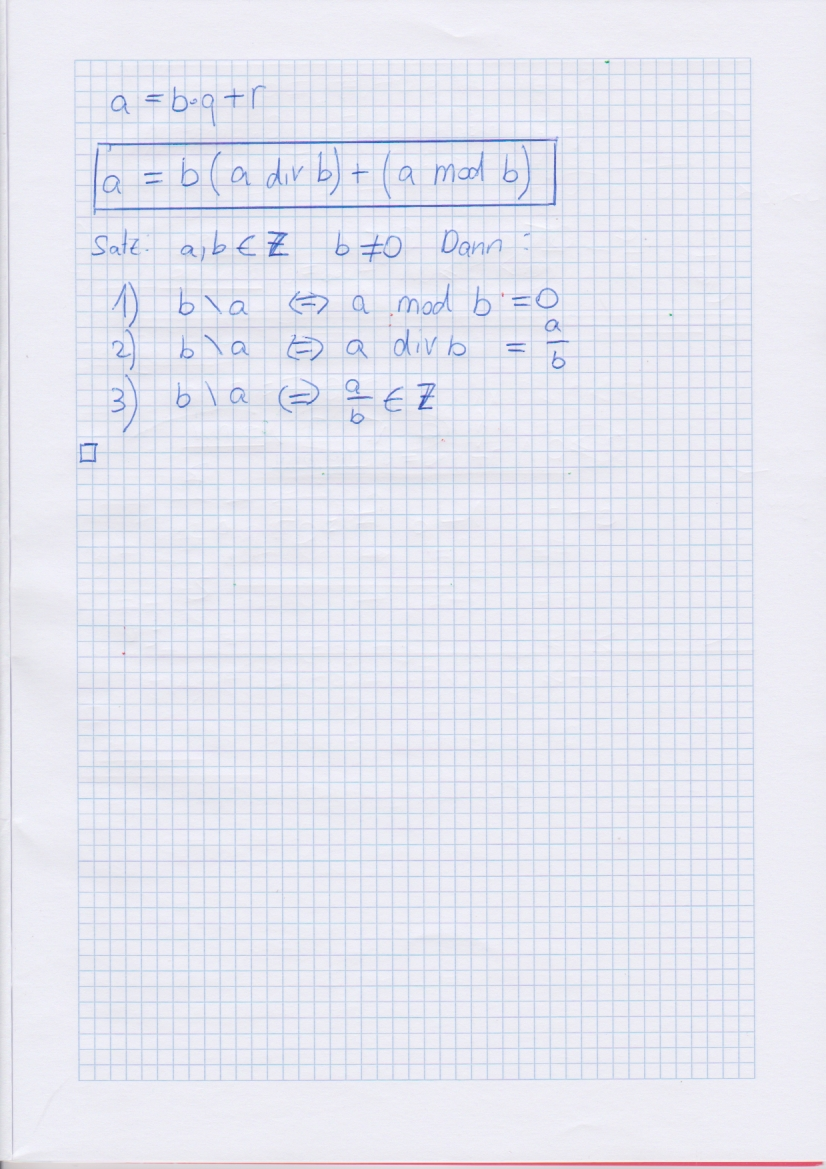 a = b·q + r
a = b ( a div b ) + ( a mod b )
Satz: a, b ∈ ℤ b ≠ 0 Dann :
1) b \ a ⇔ a mod b = 0
2) b \ a ⇔ a div b = a/b
3) b \ a ⇔ a/b ∈ ℤ
□